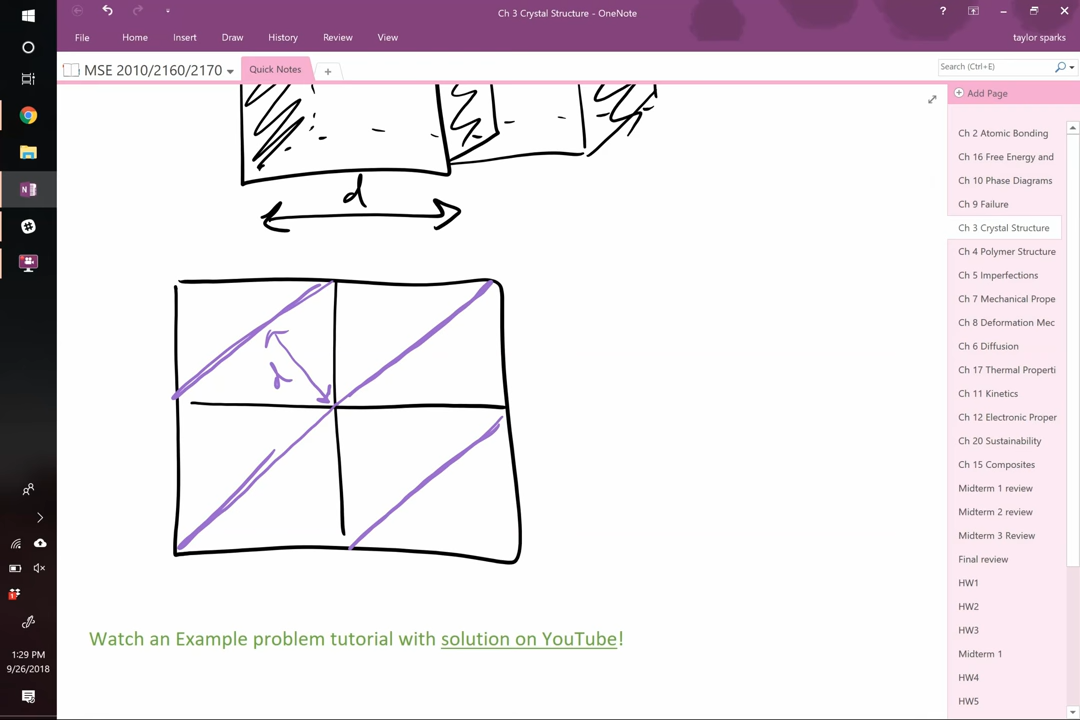 Ch 3 Crystal Structure - OneNote
?
File Home Insert Draw History Review View
taylor sparks
MSE 2010/2160/2170
Quick Notes
+
Search (Ctrl+E)
Add Page
Ch 2 Atomic Bonding
Ch 16 Free Energy and
Ch 10 Phase Diagrams
Ch 9 Failure
Ch 3 Crystal Structure
Ch 4 Polymer Structure
Ch 5 Imperfections
Ch 7 Mechanical Prope
Ch 8 Deformation Mec
Ch 6 Diffusion
Ch 17 Thermal Properti
Ch 11 Kinetics
Ch 12 Electronic Proper
Ch 20 Sustainability
Ch 15 Composites
Midterm 1 review
Midterm 2 review
Midterm 3 Review
Final review
HW1
HW2
HW3
Midterm 1
HW4
HW5
d
Watch an Example problem tutorial with solution on YouTube!
1:29 PM
9/26/2018